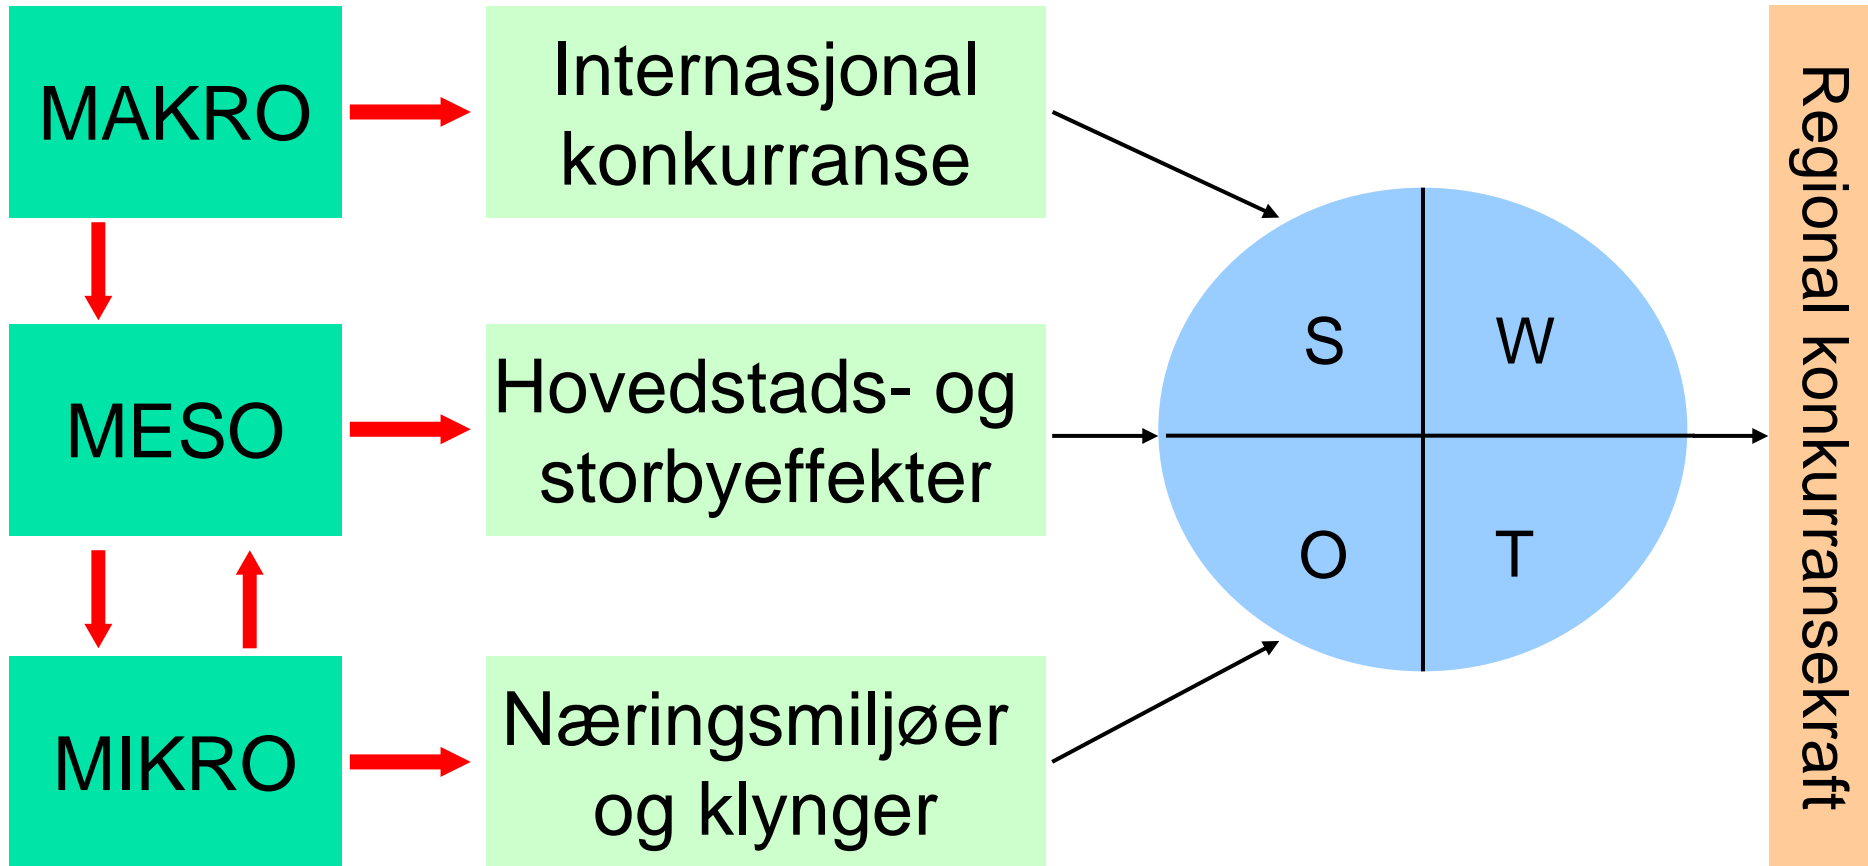 MAKRO
Internasjonal
konkurranse
MESO
Hovedstads- og
storbyeffekter
MIKRO
Næringsmiljøer
og klynger
S
W
O
T
Regional konkurransekraft